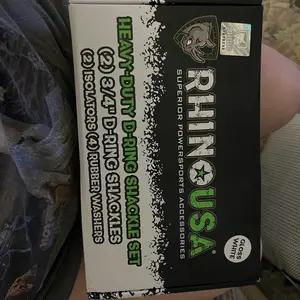 RHINO USA®
SUPERIOR POWERSPORTS ACCESSORIES
GLOSS
WHITE
HEAVY-DUTY D-RING SHACKLE SET
(2) 3/4" D-RING SHACKLES
(2) ISOLATORS (4) RUBBER WASHERS